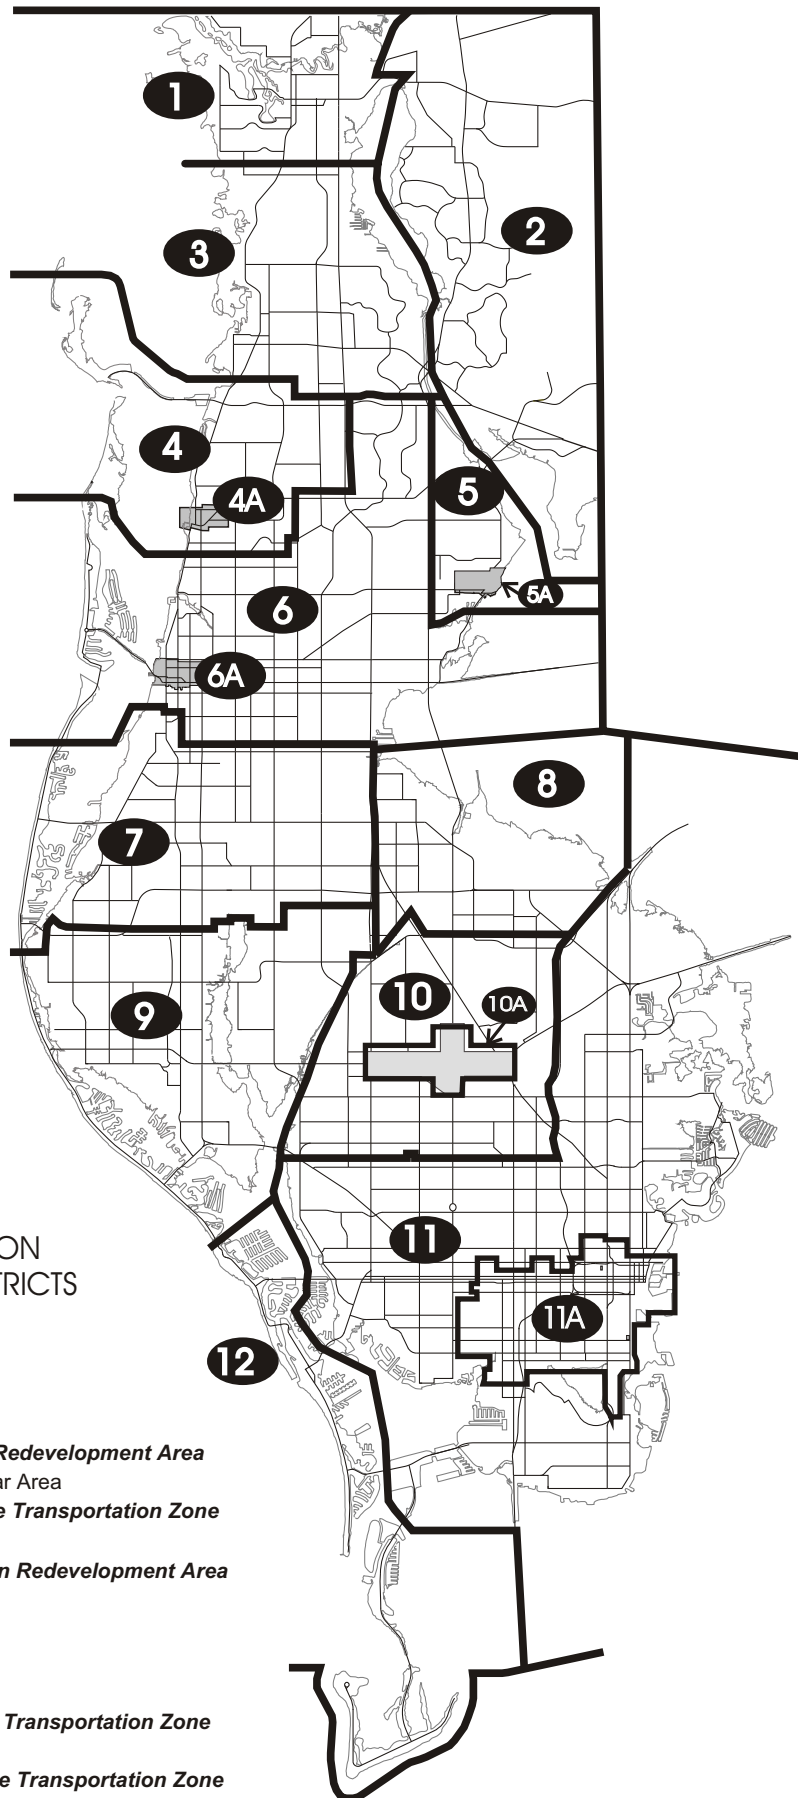 1
2
3
4
4A
5
5A
6
6A
8
7
10
10A
9
11
ON
TRICTS
11A
12
Redevelopment Area
ar Area
e Transportation Zone
n Redevelopment Area
Transportation Zone
e Transportation Zone